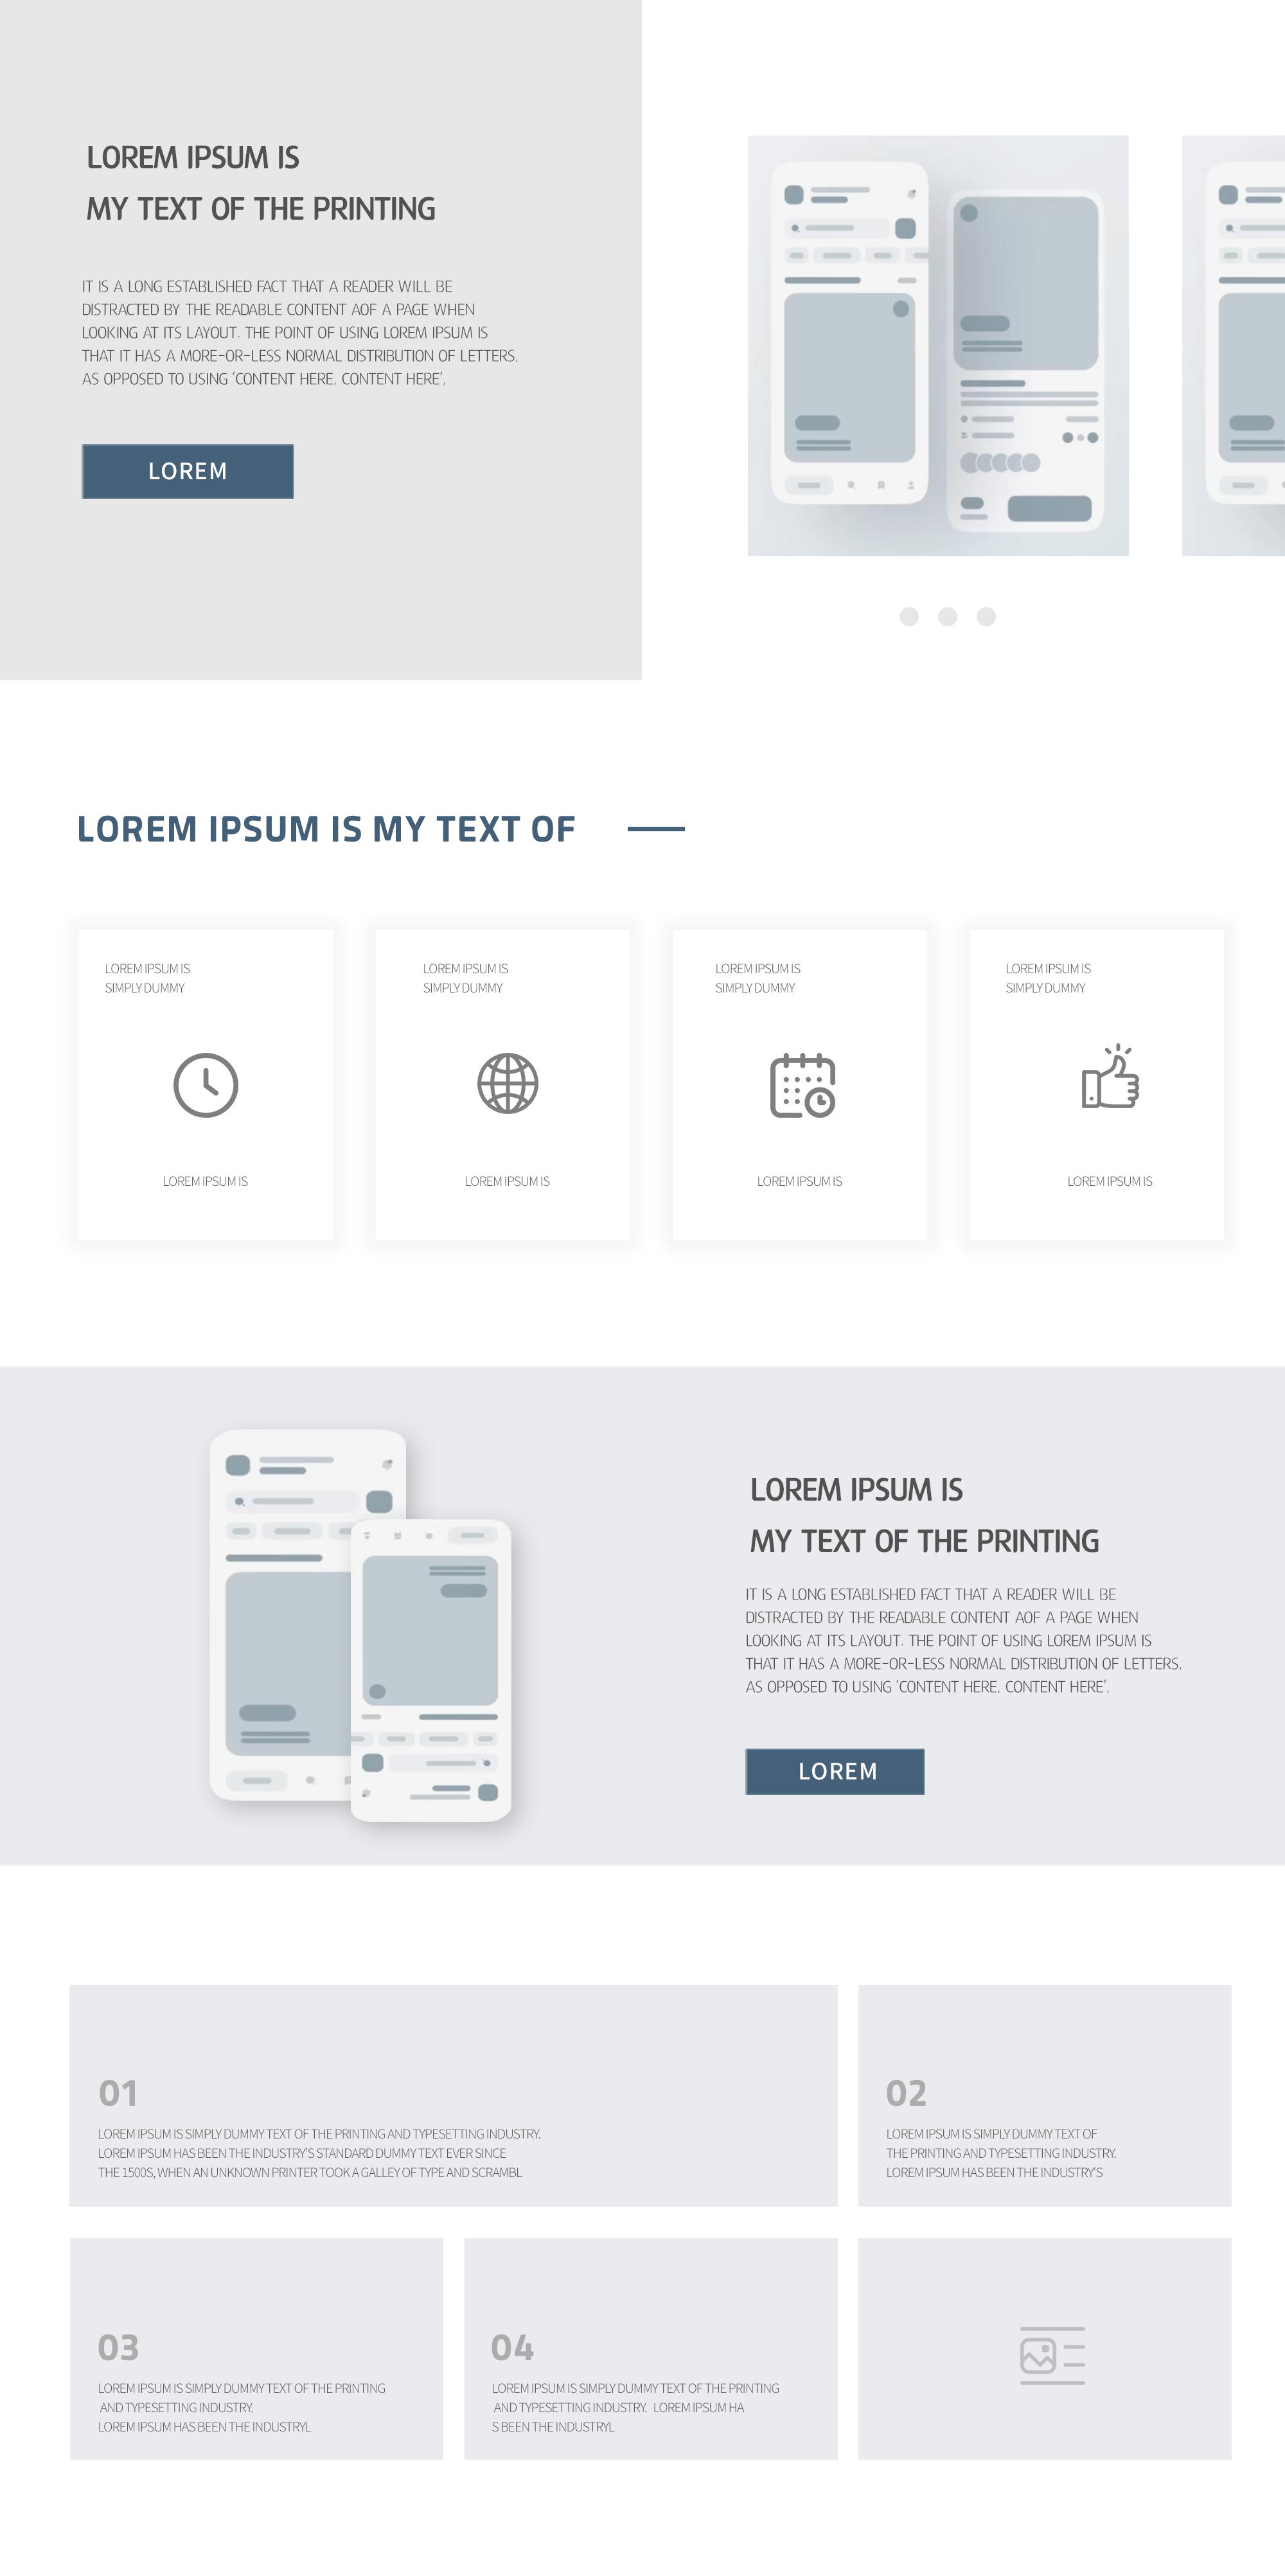 LOREM IPSUM IS
MY TEXT OF THE PRINTING
IT IS A LONG ESTABLISHED FACT THAT A READER WILL BE
DISTRACTED BY THE READABLE CONTENT AOF A PAGE WHEN
LOOKING AT ITS LAYOUT. THE POINT OF USING LOREM IPSUM IS
THAT IT HAS A MORE-OR-LESS NORMAL DISTRIBUTION OF LETTERS,
AS OPPOSED TO USING 'CONTENT HERE, CONTENT HERE',
LOREM
LOREM IPSUM IS MY TEXT OF
LOREM IPSUM IS
SIMPLY DUMMY
LOREM IPSUM IS
LOREM IPSUM IS
SIMPLY DUMMY
LOREM IPSUM IS
LOREM IPSUM IS
SIMPLY DUMMY
LOREM IPSUM IS
LOREM IPSUM IS
SIMPLY DUMMY
LOREM IPSUM IS
LOREM IPSUM IS
MY TEXT OF THE PRINTING
IT IS A LONG ESTABLISHED FACT THAT A READER WILL BE
DISTRACTED BY THE READABLE CONTENT AOF A PAGE WHEN
LOOKING AT ITS LAYOUT. THE POINT OF USING LOREM IPSUM IS
THAT IT HAS A MORE-OR-LESS NORMAL DISTRIBUTION OF LETTERS,
AS OPPOSED TO USING 'CONTENT HERE, CONTENT HERE',
LOREM
01
LOREM IPSUM IS SIMPLY DUMMY TEXT OF THE PRINTING AND TYPESETTING INDUSTRY.
LOREM IPSUM HAS BEEN THE INDUSTRY'S STANDARD DUMMY TEXT EVER SINCE
THE 1500S, WHEN AN UNKNOWN PRINTER TOOK A GALLEY OF TYPE AND SCRAMBL
02
LOREM IPSUM IS SIMPLY DUMMY TEXT OF
THE PRINTING AND TYPESETTING INDUSTRY.
LOREM IPSUM HAS BEEN THE INDUSTRY'S
03
LOREM IPSUM IS SIMPLY DUMMY TEXT OF THE PRINTING
AND TYPESETTING INDUSTRY.
LOREM IPSUM HAS BEEN THE INDUSTRYL
04
LOREM IPSUM IS SIMPLY DUMMY TEXT OF THE PRINTING
AND TYPESETTING INDUSTRY. LOREM IPSUM HA
S BEEN THE INDUSTRYL